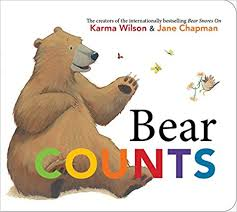 The creators of the internationally bestselling Bear Snores On
Karma Wilson & Jane Chapman
Bear
COUNTS